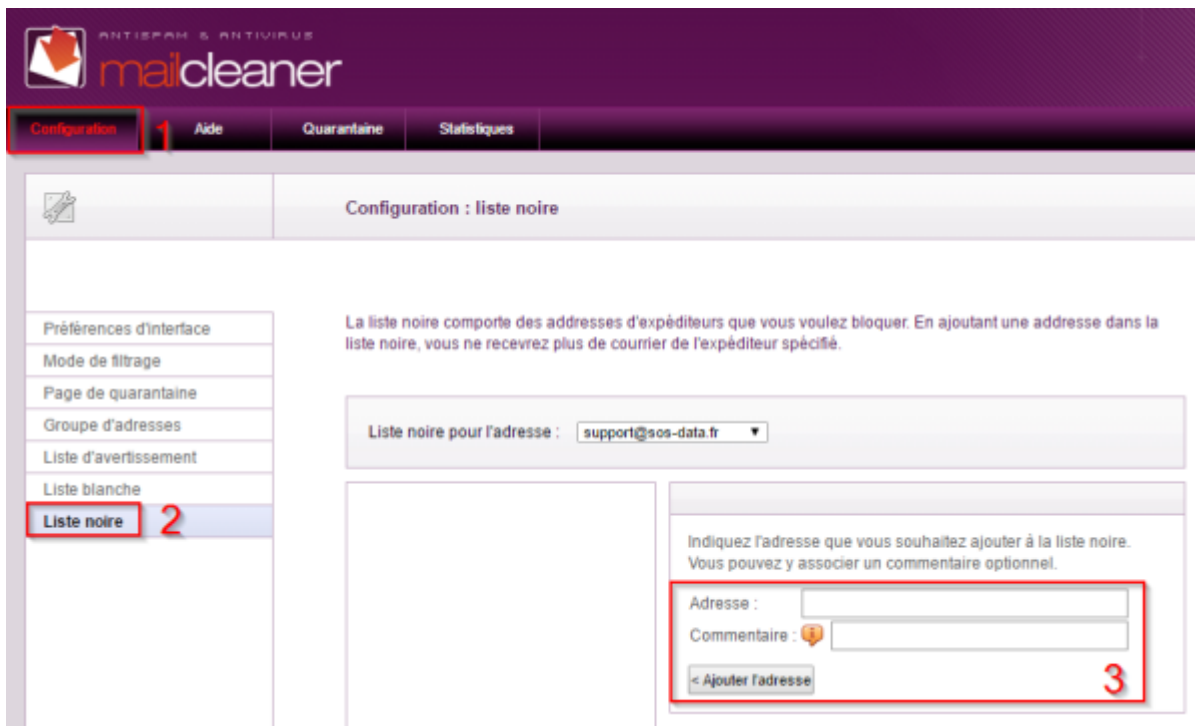 ANTISPAM & ANTIVIRUS
mailcleaner
Configuration 1 Aide Quarantaine Statistiques
Configuration : liste noire
Préférences d'interface
Mode de filtrage
Page de quarantaine
Groupe d'adresses
Liste d'avertissement
Liste blanche
Liste noire 2
La liste noire comporte des addresses d'expéditeurs que vous voulez bloquer. En ajoutant une addresse dans la
liste noire, vous ne recevrez plus de courrier de l'expéditeur spécifié.
Liste noire pour l'adresse : support@sos-data.fr
Indiquez l'adresse que vous souhaitez ajouter à la liste noire.
Vous pouvez y associer un commentaire optionnel.
Adresse :
Commentaire :
< Ajouter l'adresse 3